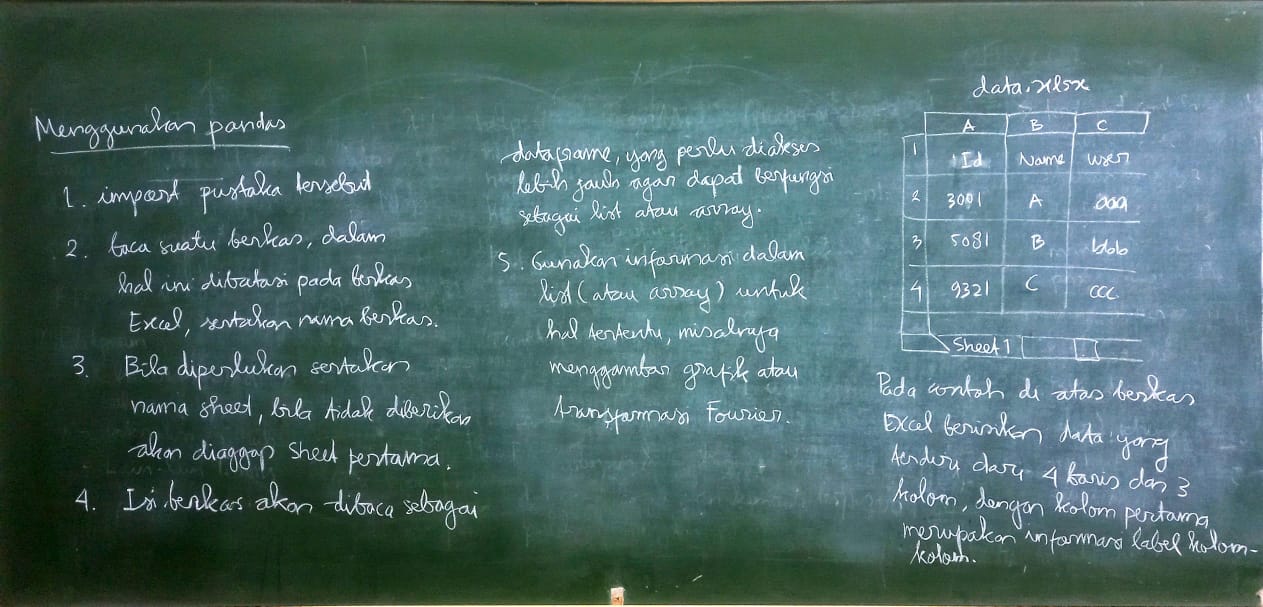 Menggunakan pandas
1. import pustaka tersebut
2. baca suatu berkas, dalam
hal ini dibatasi pada berkas
Excel, sertakan nama berkas.
3. Bila diperlukan sertakan
nama sheet, bila tidak diberikan
akan diaggap sheet pertama.
4. Isi berkas akan dibaca sebagai
dataframe, yang perlu diakses
lebih jauh agar dapat berfungsi
sebagai list atau array.
5. Gunakan informasi dalam
list (atau array) untuk
hal tertentu, misalnya
menggambar grafik atau
transformasi Fourier.
data.xlsx
A B C
1 Id Name user
2 3001 A aaa
3 5081 B bbb
4 9321 C ccc
Sheet 1
Pada contoh di atas berkas
Excel berisikan data yang
terdiri dari 4 baris dan 3
kolom, dengan kolom pertama
merupakan informasi label kolom-
kolom.